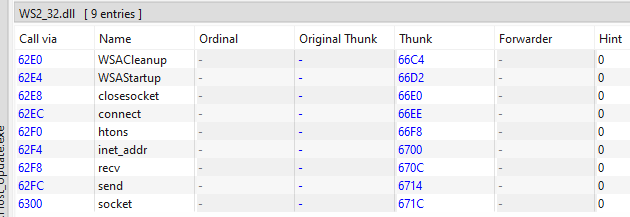 WS2_32.dll [ 9 entries ]
Call via Name Ordinal Original Thunk Thunk Forwarder Hint
62E0 WSACleanup - - 66C4 - 0
62E4 WSAStartup - - 66D2 - 0
62E8 closesocket - - 66E0 - 0
62EC connect - - 66EE - 0
62F0 htons - - 66F8 - 0
62F4 inet_addr - - 6700 - 0
62F8 recv - - 670C - 0
62FC send - - 6714 - 0
6300 socket - - 671C - 0